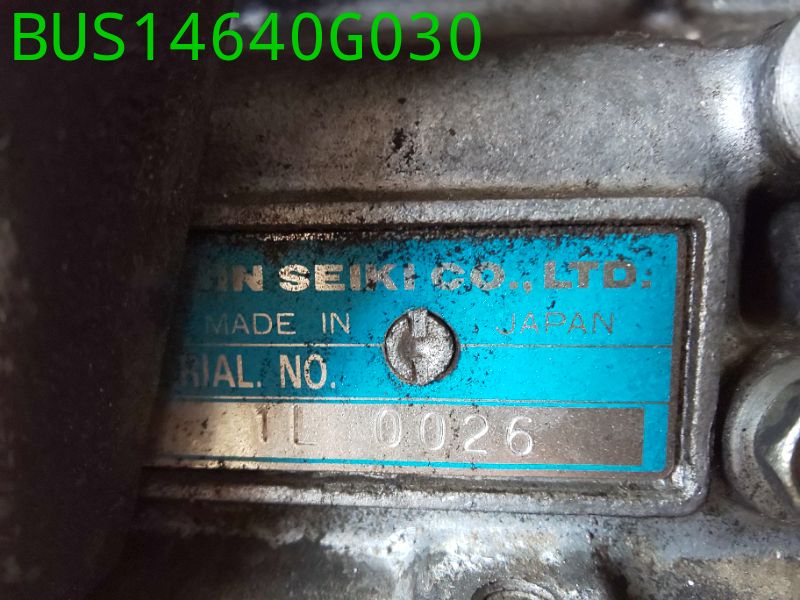 BUS14640G030
SEIKI CO., LTD.
MADE IN JAPAN
RIAL. NO.
1L 0026